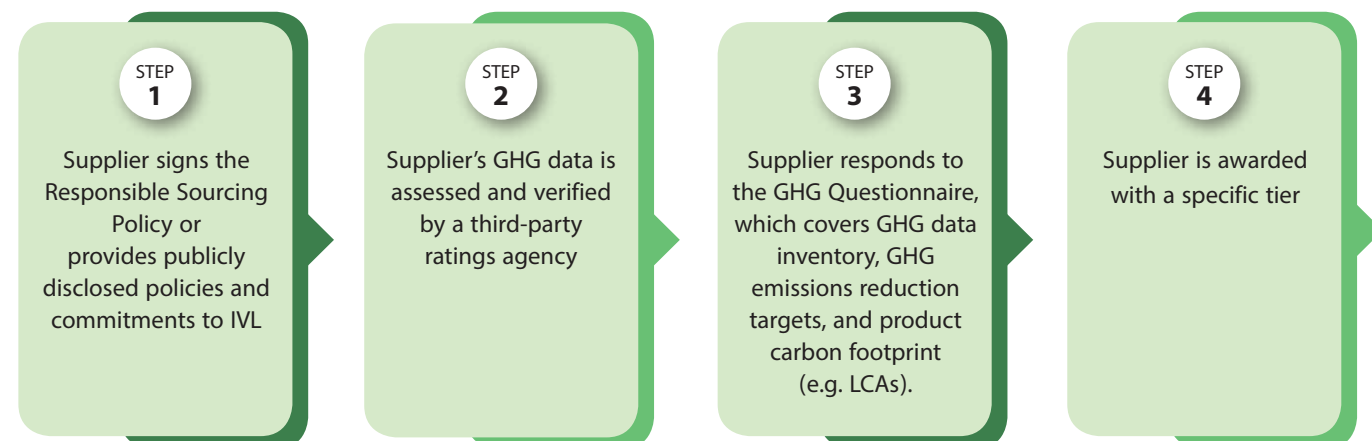 STEP
1
Supplier signs the
Responsible Sourcing
Policy or
provides publicly
disclosed policies and
commitments to IVL
STEP
2
Supplier's GHG data is
assessed and verified
by a third-party
ratings agency
STEP
3
Supplier responds to
the GHG Questionnaire,
which covers GHG data
inventory, GHG
emissions reduction
targets, and product
carbon footprint
(e.g. LCAs).
STEP
4
Supplier is awarded
with a specific tier